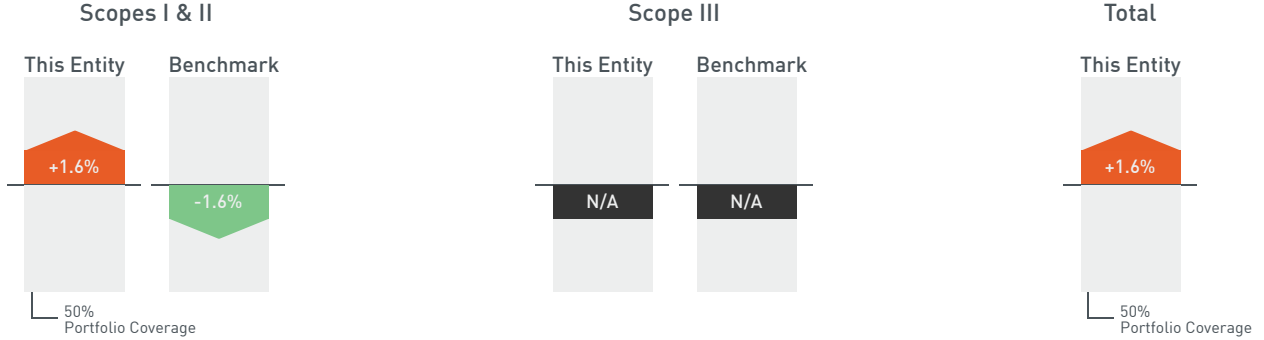 Scopes I & II
This Entity
Benchmark
+1.6%
-1.6%
50%
Portfolio Coverage
Scope III
This Entity
Benchmark
N/A
N/A
Total
This Entity
+1.6%
50%
Portfolio Coverage